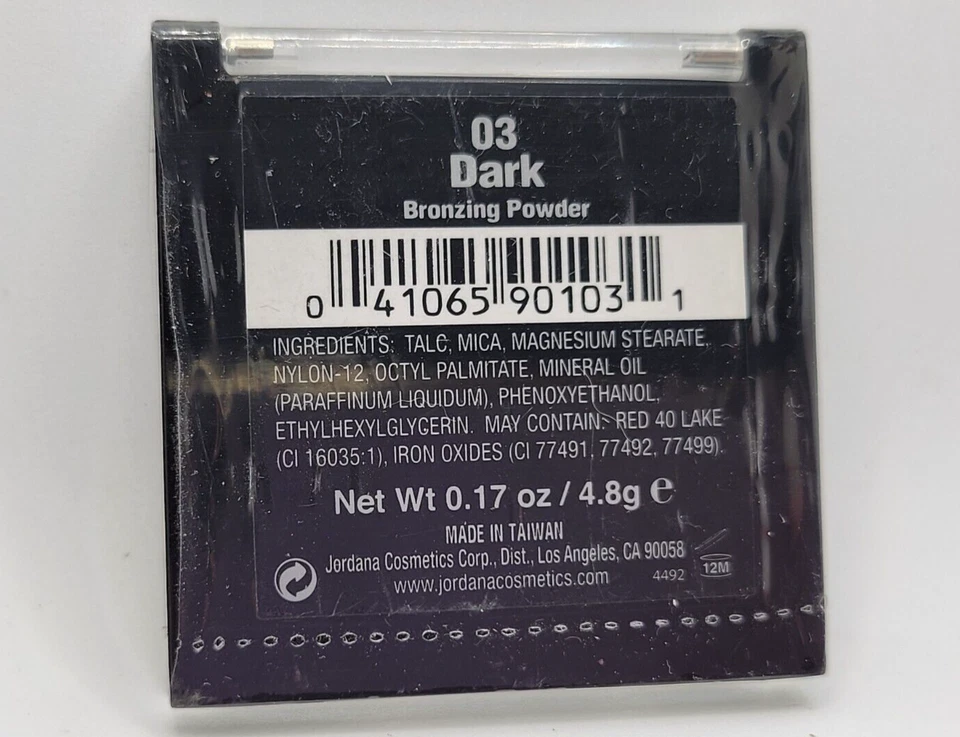 03
Dark
Bronzing Powder
0 41065 90103 1
INGREDIENTS: TALC, MICA, MAGNESIUM STEARATE,
NYLON-12, OCTYL PALMITATE, MINERAL OIL
(PARAFFINUM LIQUIDUM), PHENOXYETHANOL,
ETHYLHEXYLGLYCERIN. MAY CONTAIN: RED 40 LAKE
(CI 16035:1), IRON OXIDES (CI 77491, 77492, 77499).
Net Wt 0.17 oz / 4.8g ℮
MADE IN TAIWAN
Jordana Cosmetics Corp., Dist., Los Angeles, CA 90058
www.jordanacosmetics.com 4492 12M